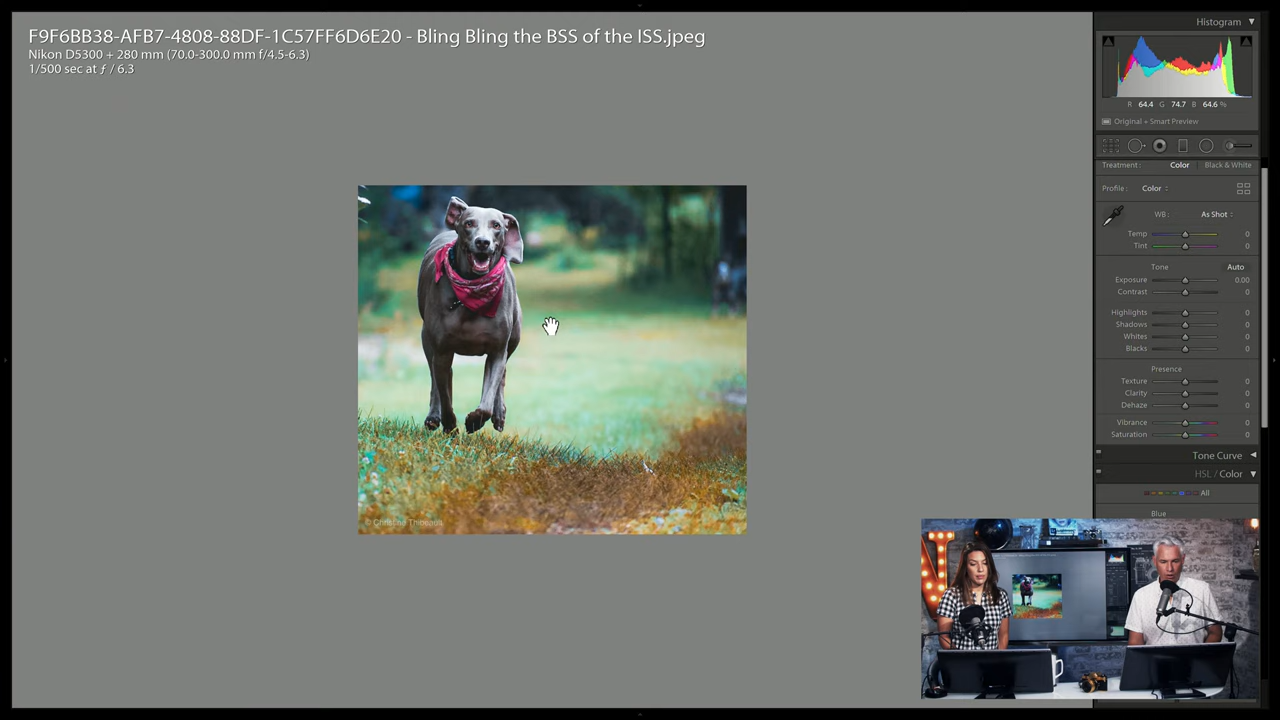 F9F6BB38-AFB7-4808-88DF-1C57FF6D6E20 - Bling Bling the BSS of the ISS.jpeg
Nikon D5300 + 280 mm (70.0-300.0 mm f/4.5-6.3)
1/500 sec at ƒ / 6.3
Histogram
R 64.4 G 74.7 B 64.6 %
Original + Smart Preview
Treatment: Color Black & White
Profile: Color
WB: As Shot
Temp 0
Tint 0
Tone Auto
Exposure 0.00
Contrast 0
Highlights 0
Shadows 0
Whites 0
Blacks 0
Presence
Texture 0
Clarity 0
Dehaze 0
Vibrance 0
Saturation 0
Tone Curve
HSL / Color
All
Blue
© Christine Thibeault
N